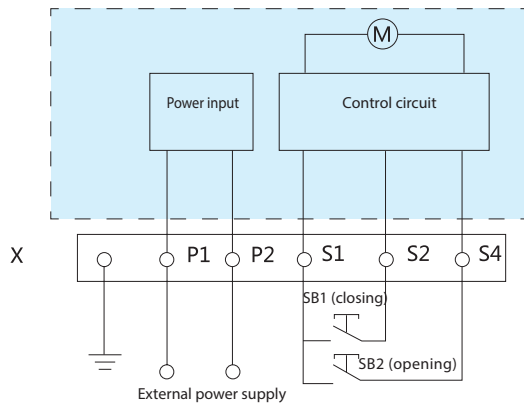 M
Power input
Control circuit
X
P1
P2
S1
S2
S4
SB1 (closing)
SB2 (opening)
External power supply